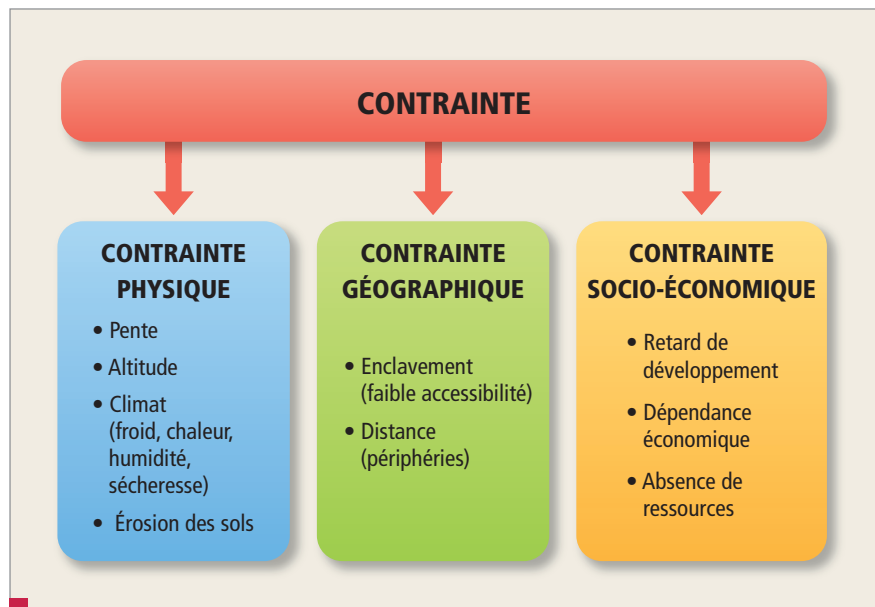 CONTRAINTE
CONTRAINTE
PHYSIQUE
• Pente
• Altitude
• Climat
(froid, chaleur,
humidité,
sécheresse)
• Érosion des sols
CONTRAINTE
GÉOGRAPHIQUE
• Enclavement
(faible accessibilité)
• Distance
(périphéries)
CONTRAINTE
SOCIO-ÉCONOMIQUE
• Retard de
développement
• Dépendance
économique
• Absence de
ressources